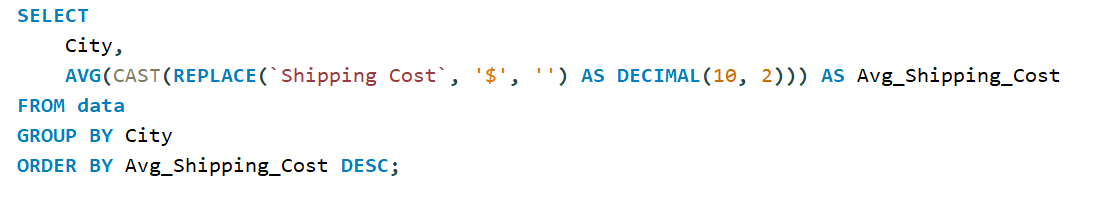 SELECT
    City,
    AVG(CAST(REPLACE(`Shipping Cost`, '$', '') AS DECIMAL(10, 2))) AS Avg_Shipping_Cost
FROM data
GROUP BY City
ORDER BY Avg_Shipping_Cost DESC;